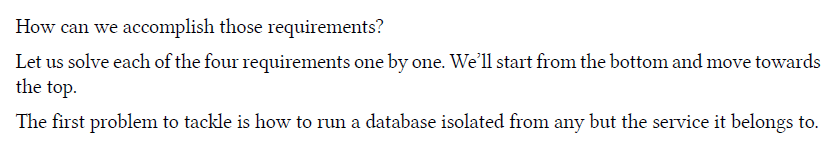 How can we accomplish those requirements?
Let us solve each of the four requirements one by one. We’ll start from the bottom and move towards
the top.
The first problem to tackle is how to run a database isolated from any but the service it belongs to.